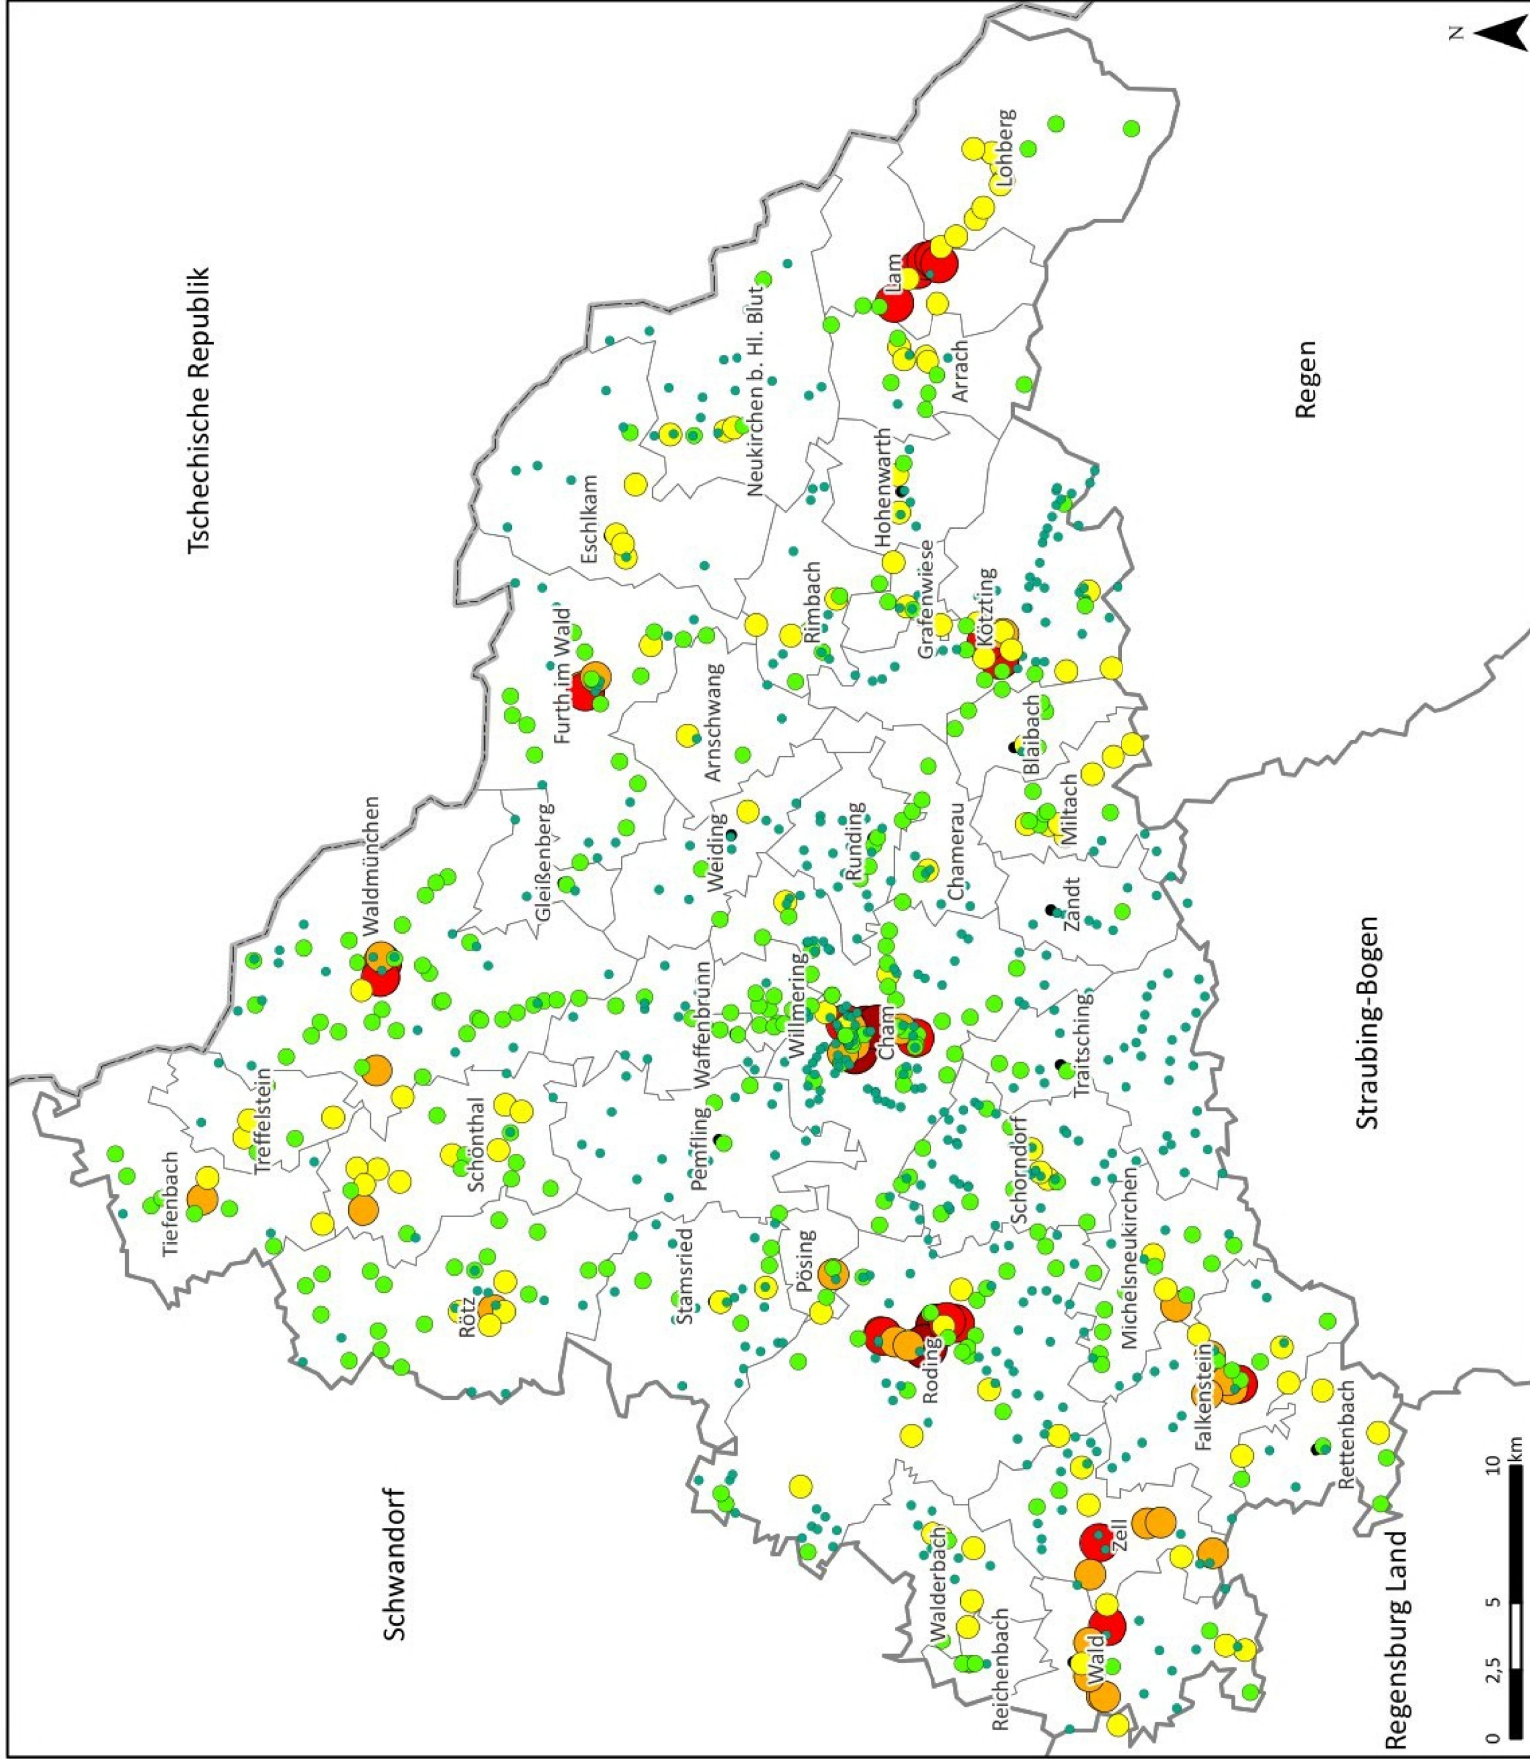 Tschechische Republik
Schwandorf
Regen
Straubing-Bogen
Regensburg Land
Tiefenbach
Treffelstein
Waldmünchen
Rötz
Schönthal
Gleißenberg
Furth im Wald
Eschlkam
Neukirchen b. Hl. Blut
Stamsried
Pemfling
Waffenbrunn
Weiding
Arnschwang
Rimbach
Pösing
Willmering
Runding
Hohenwarth
Lam
Lohberg
Arrach
Grafenwiese
Kötzting
Roding
Cham
Chamerau
Blaibach
Miltach
Zandt
Walderbach
Reichenbach
Schorndorf
Traitsching
Michelsneukirchen
Wald
Zell
Falkenstein
Rettenbach
0 2,5 5 10
km
N